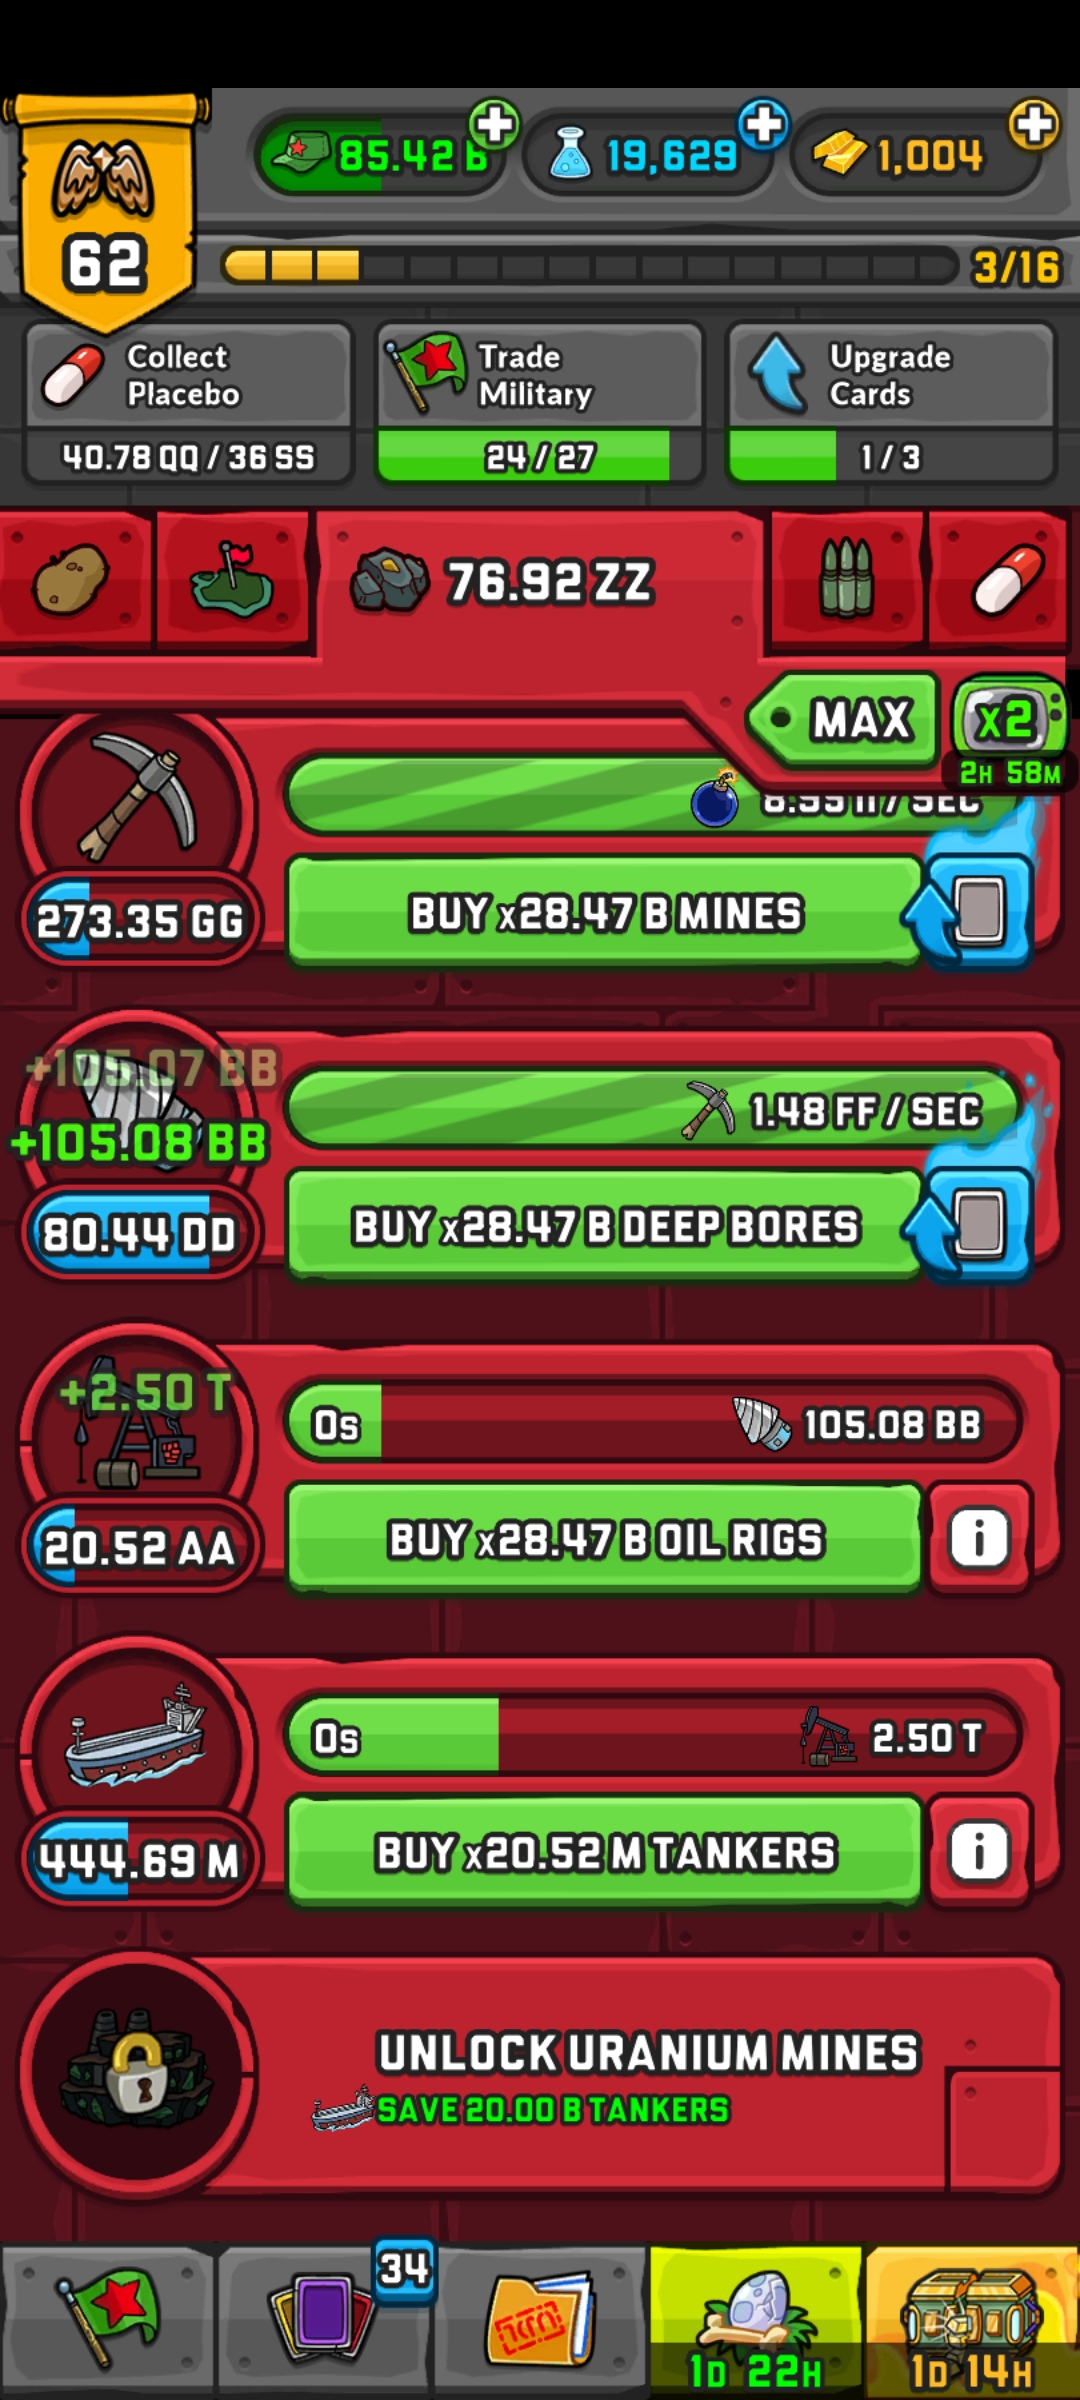 85.42 B
19,629
1,004
62
3/16
Collect
Placebo
40.78 QQ / 36 SS
Trade
Military
24 / 27
Upgrade
Cards
1 / 3
76.92 ZZ
MAX
x2
2H 58M
/ SEC
273.35 GG
BUY x28.47 B MINES
+105.07 BB
+105.08 BB
1.48 FF / SEC
80.44 DD
BUY x28.47 B DEEP BORES
+2.50 T
0s
105.08 BB
20.52 AA
BUY x28.47 B OIL RIGS
i
0s
2.50 T
444.69 M
BUY x20.52 M TANKERS
i
UNLOCK URANIUM MINES
SAVE 20.00 B TANKERS
34
1D 22H
1D 14H